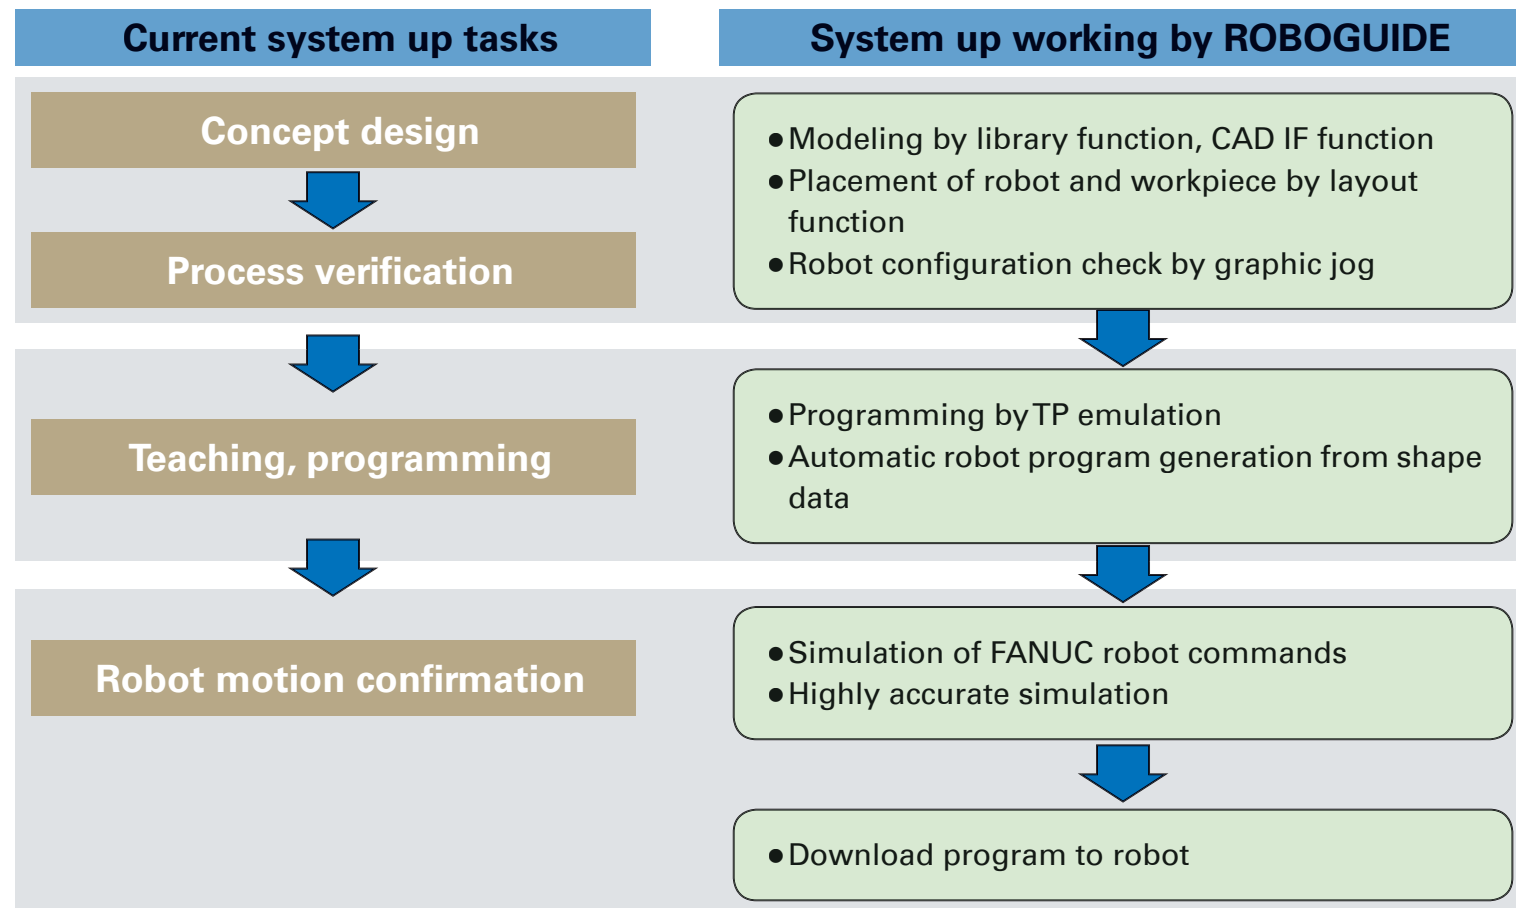 Current system up tasks
System up working by ROBOGUIDE
Concept design
Process verification
●Modeling by library function, CAD IF function
●Placement of robot and workpiece by layout
function
●Robot configuration check by graphic jog
Teaching, programming
●Programming by TP emulation
●Automatic robot program generation from shape
data
Robot motion confirmation
●Simulation of FANUC robot commands
●Highly accurate simulation
●Download program to robot